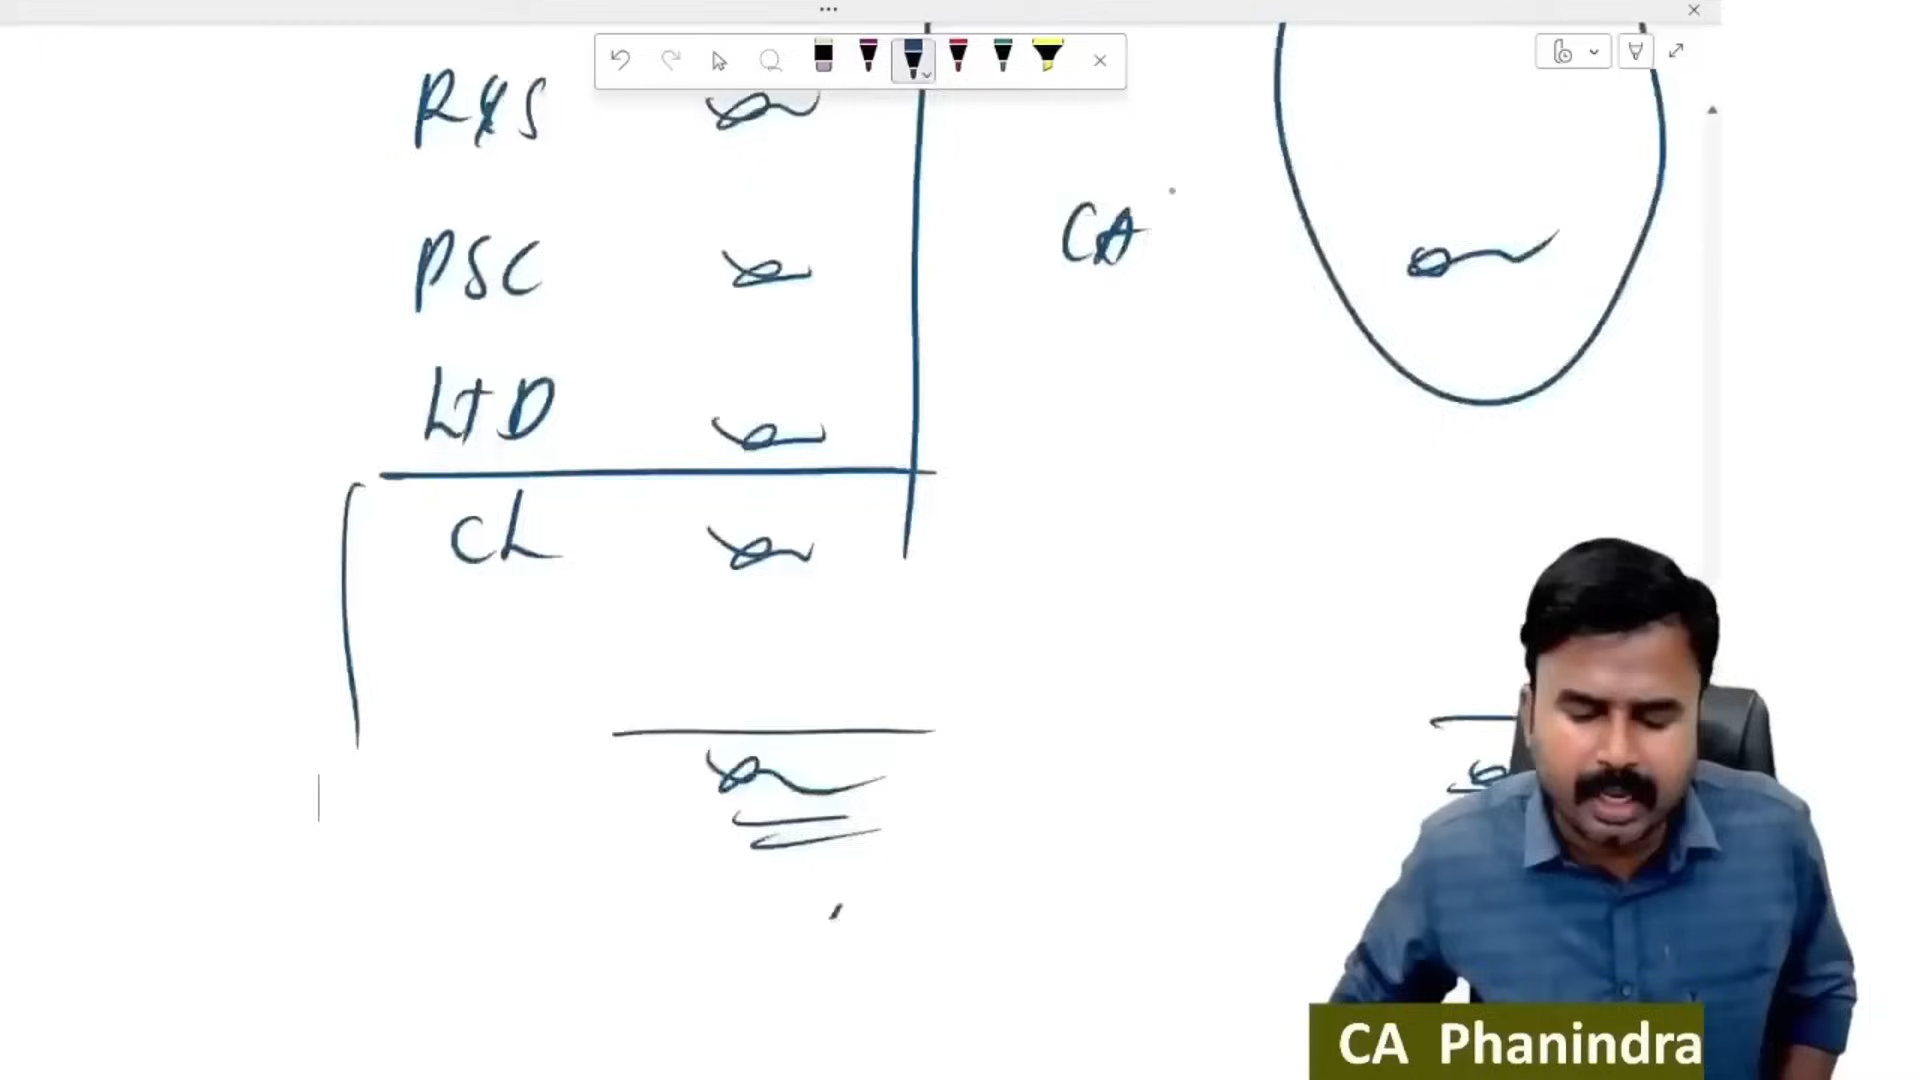 R&S
PSC
CA
LTD
CL
CA Phanindra